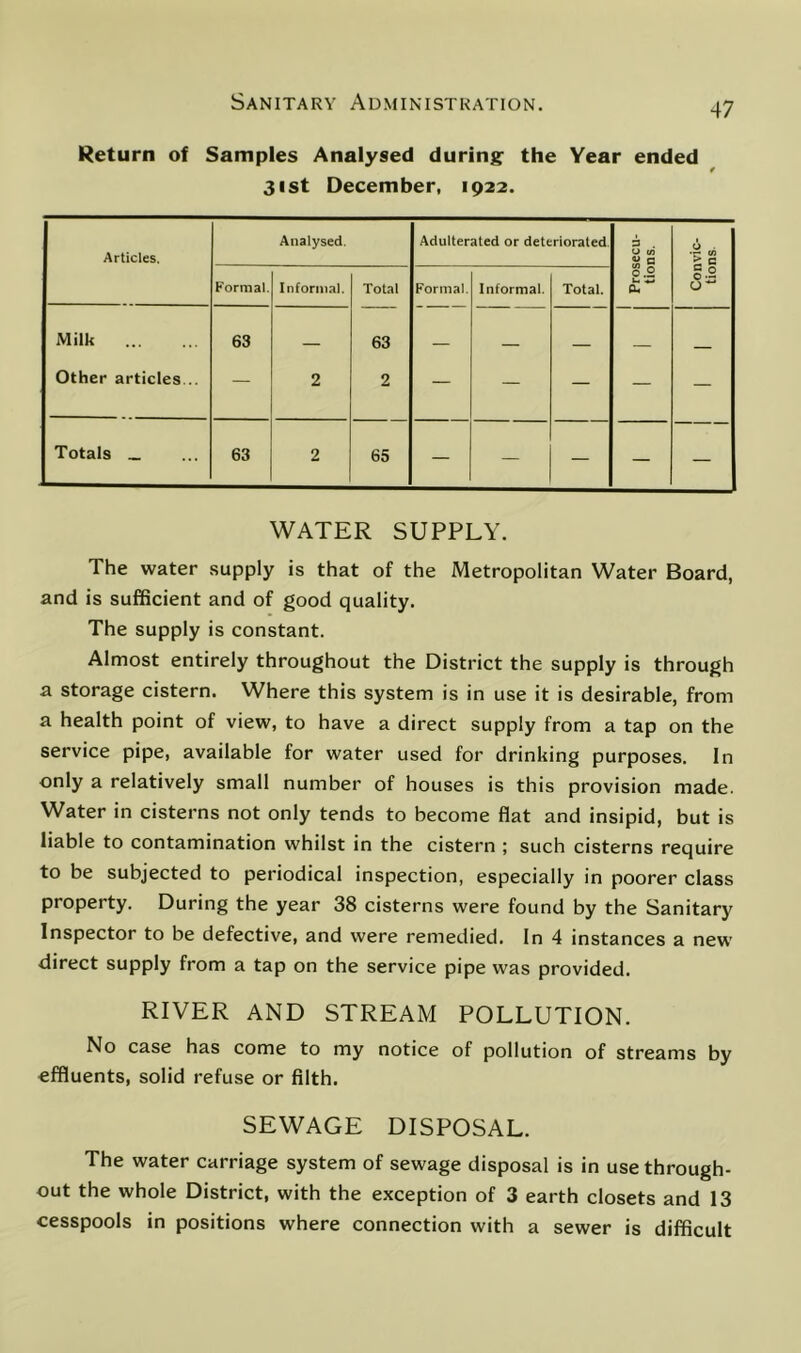 SANITARY ADMINISTRATION. 47
Return of Samples Analysed during the Year ended
31st December, 1922.
Articles. Analysed. Adulterated or deteriorated. Prosecu-tions. Convic-tions.
Formal. Informal. Total Formal. Informal. Total.
Milk ... ... 63 — 63 — — — — —
Other articles ... — 2 2 — — — — —
Totals _ ... 63 2 65 — — — — —
WATER SUPPLY.
The water supply is that of the Metropolitan Water Board,
and is sufficient and of good quality.
The supply is constant.
Almost entirely throughout the District the supply is through
a storage cistern. Where this system is in use it is desirable, from
a health point of view, to have a direct supply from a tap on the
service pipe, available for water used for drinking purposes. In
only a relatively small number of houses is this provision made.
Water in cisterns not only tends to become flat and insipid, but is
liable to contamination whilst in the cistern ; such cisterns require
to be subjected to periodical inspection, especially in poorer class
property. During the year 38 cisterns were found by the Sanitary
Inspector to be defective, and were remedied. In 4 instances a new
direct supply from a tap on the service pipe was provided.
RIVER AND STREAM POLLUTION.
No case has come to my notice of pollution of streams by
effluents, solid refuse or filth.
SEWAGE DISPOSAL.
The water carriage system of sewage disposal is in use through-
out the whole District, with the exception of 3 earth closets and 13
cesspools in positions where connection with a sewer is difficult